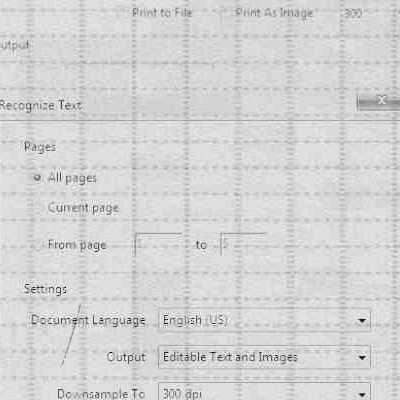 Print to File Print As Image 300
utput
Recognize Text X
Pages
All pages
Current page
From page 1 to 5
Settings
Document Language English (US)
Output Editable Text and Images
Downsample To 300 dpi